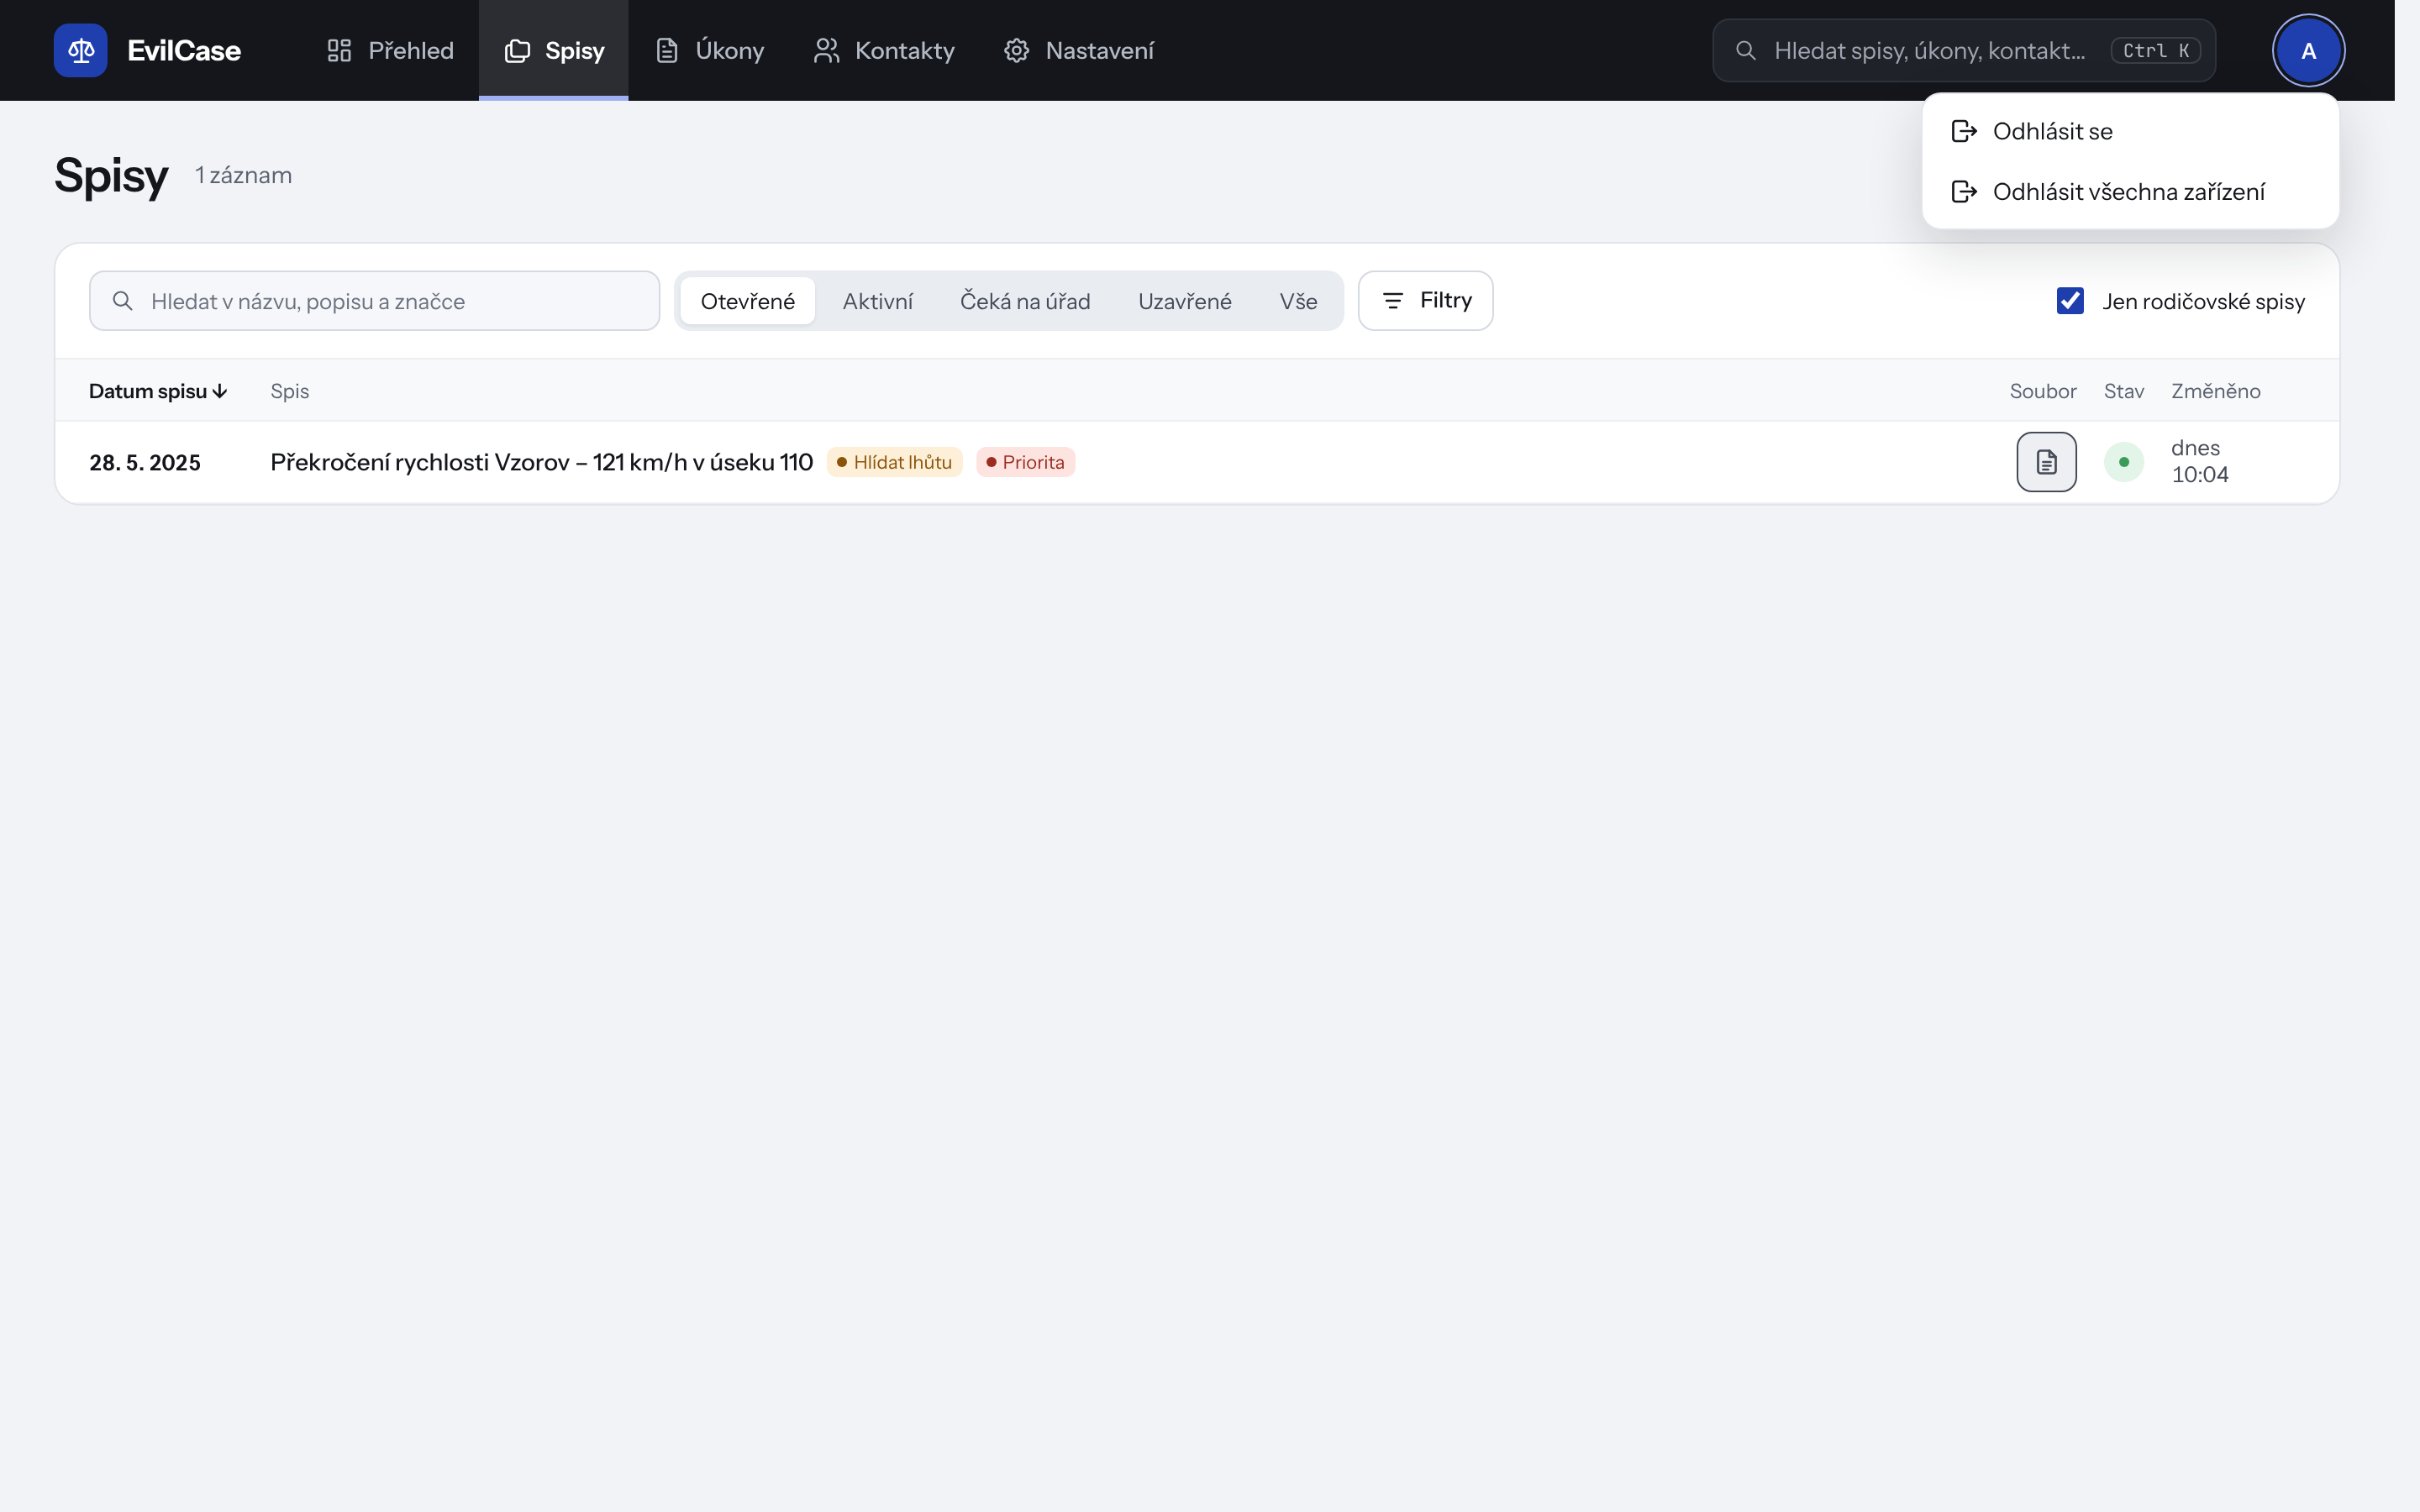 EvilCase
Přehled
Spisy
Úkony
Kontakty
Nastavení
Hledat spisy, úkony, kontakt...
Ctrl K
A
Odhlásit se
Odhlásit všechna zařízení
Spisy
1 záznam
Hledat v názvu, popisu a značce
Otevřené
Aktivní
Čeká na úřad
Uzavřené
Vše
Filtry
Jen rodičovské spisy
Datum spisu
Spis
Soubor
Stav
Změněno
28. 5. 2025
Překročení rychlosti Vzorov – 121 km/h v úseku 110
Hlídat lhůtu
Priorita
dnes
10:04